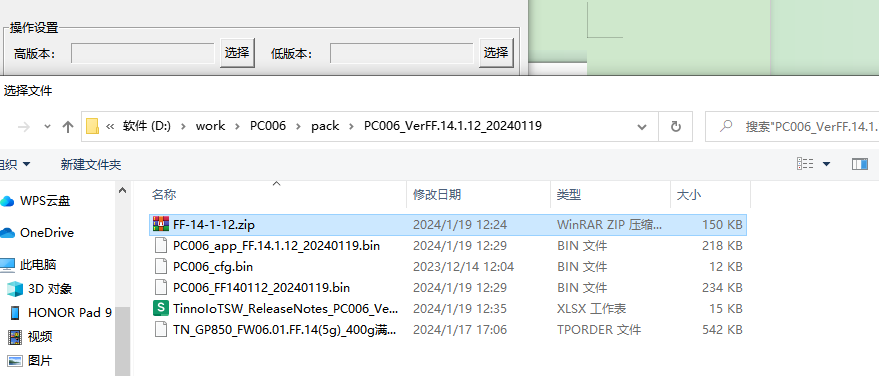 操作设置
高版本： 选择 低版本： 选择
选择文件
« 软件 (D:) › work › PC006 › pack › PC006_VerFF.14.1.12_20240119 搜索"PC006_VerFF.14.1.
组织 新建文件夹
名称 修改日期 类型 大小
WPS云盘
OneDrive
此电脑
3D 对象
HONOR Pad 9
视频
图片
FF-14-1-12.zip 2024/1/19 12:24 WinRAR ZIP 压缩... 150 KB
PC006_app_FF.14.1.12_20240119.bin 2024/1/19 12:29 BIN 文件 218 KB
PC006_cfg.bin 2023/12/14 12:04 BIN 文件 12 KB
PC006_FF140112_20240119.bin 2024/1/19 12:29 BIN 文件 234 KB
TinnoIoTSW_ReleaseNotes_PC006_Ve... 2024/1/19 12:35 XLSX 工作表 15 KB
TN_GP850_FW06.01.FF.14(5g)_400g满... 2024/1/17 17:06 TPORDER 文件 542 KB